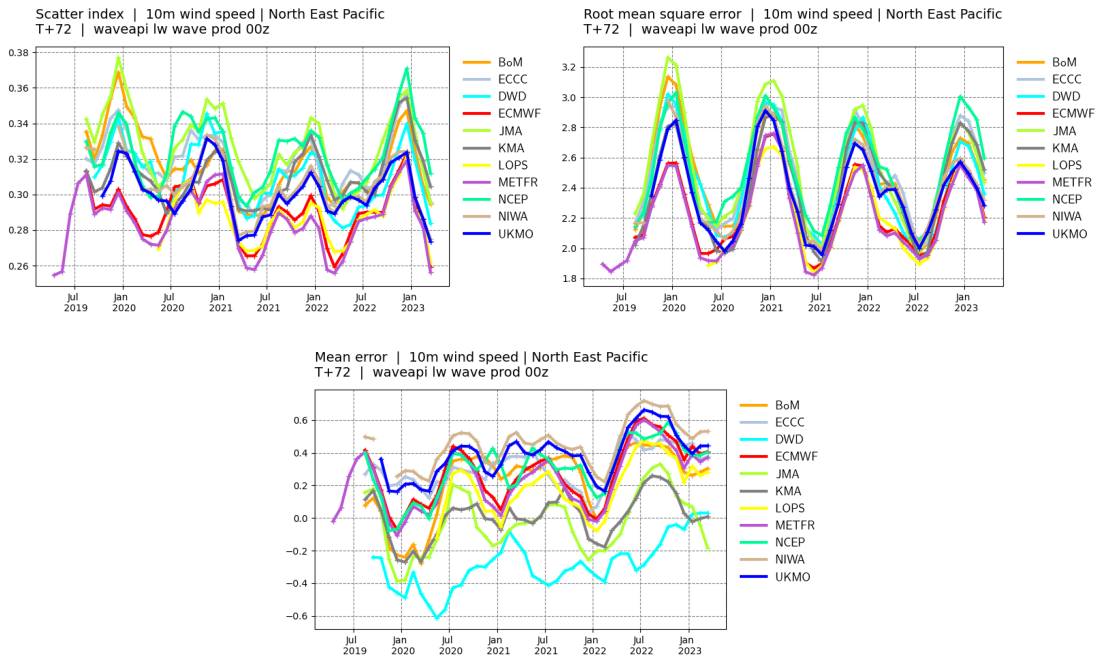 Scatter index | 10m wind speed | North East Pacific
T+72 | waveapi lw wave prod 00z
0.38
0.36
0.34
0.32
0.30
0.28
0.26
Jul 2019
Jan 2020
Jul 2020
Jan 2021
Jul 2021
Jan 2022
Jul 2022
Jan 2023
BoM
ECCC
DWD
ECMWF
JMA
KMA
LOPS
METFR
NCEP
NIWA
UKMO
Root mean square error | 10m wind speed | North East Pacific
T+72 | waveapi lw wave prod 00z
3.2
3.0
2.8
2.6
2.4
2.2
2.0
1.8
Jul 2019
Jan 2020
Jul 2020
Jan 2021
Jul 2021
Jan 2022
Jul 2022
Jan 2023
BoM
ECCC
DWD
ECMWF
JMA
KMA
LOPS
METFR
NCEP
NIWA
UKMO
Mean error | 10m wind speed | North East Pacific
T+72 | waveapi lw wave prod 00z
0.6
0.4
0.2
0.0
−0.2
−0.4
−0.6
Jul 2019
Jan 2020
Jul 2020
Jan 2021
Jul 2021
Jan 2022
Jul 2022
Jan 2023
BoM
ECCC
DWD
ECMWF
JMA
KMA
LOPS
METFR
NCEP
NIWA
UKMO